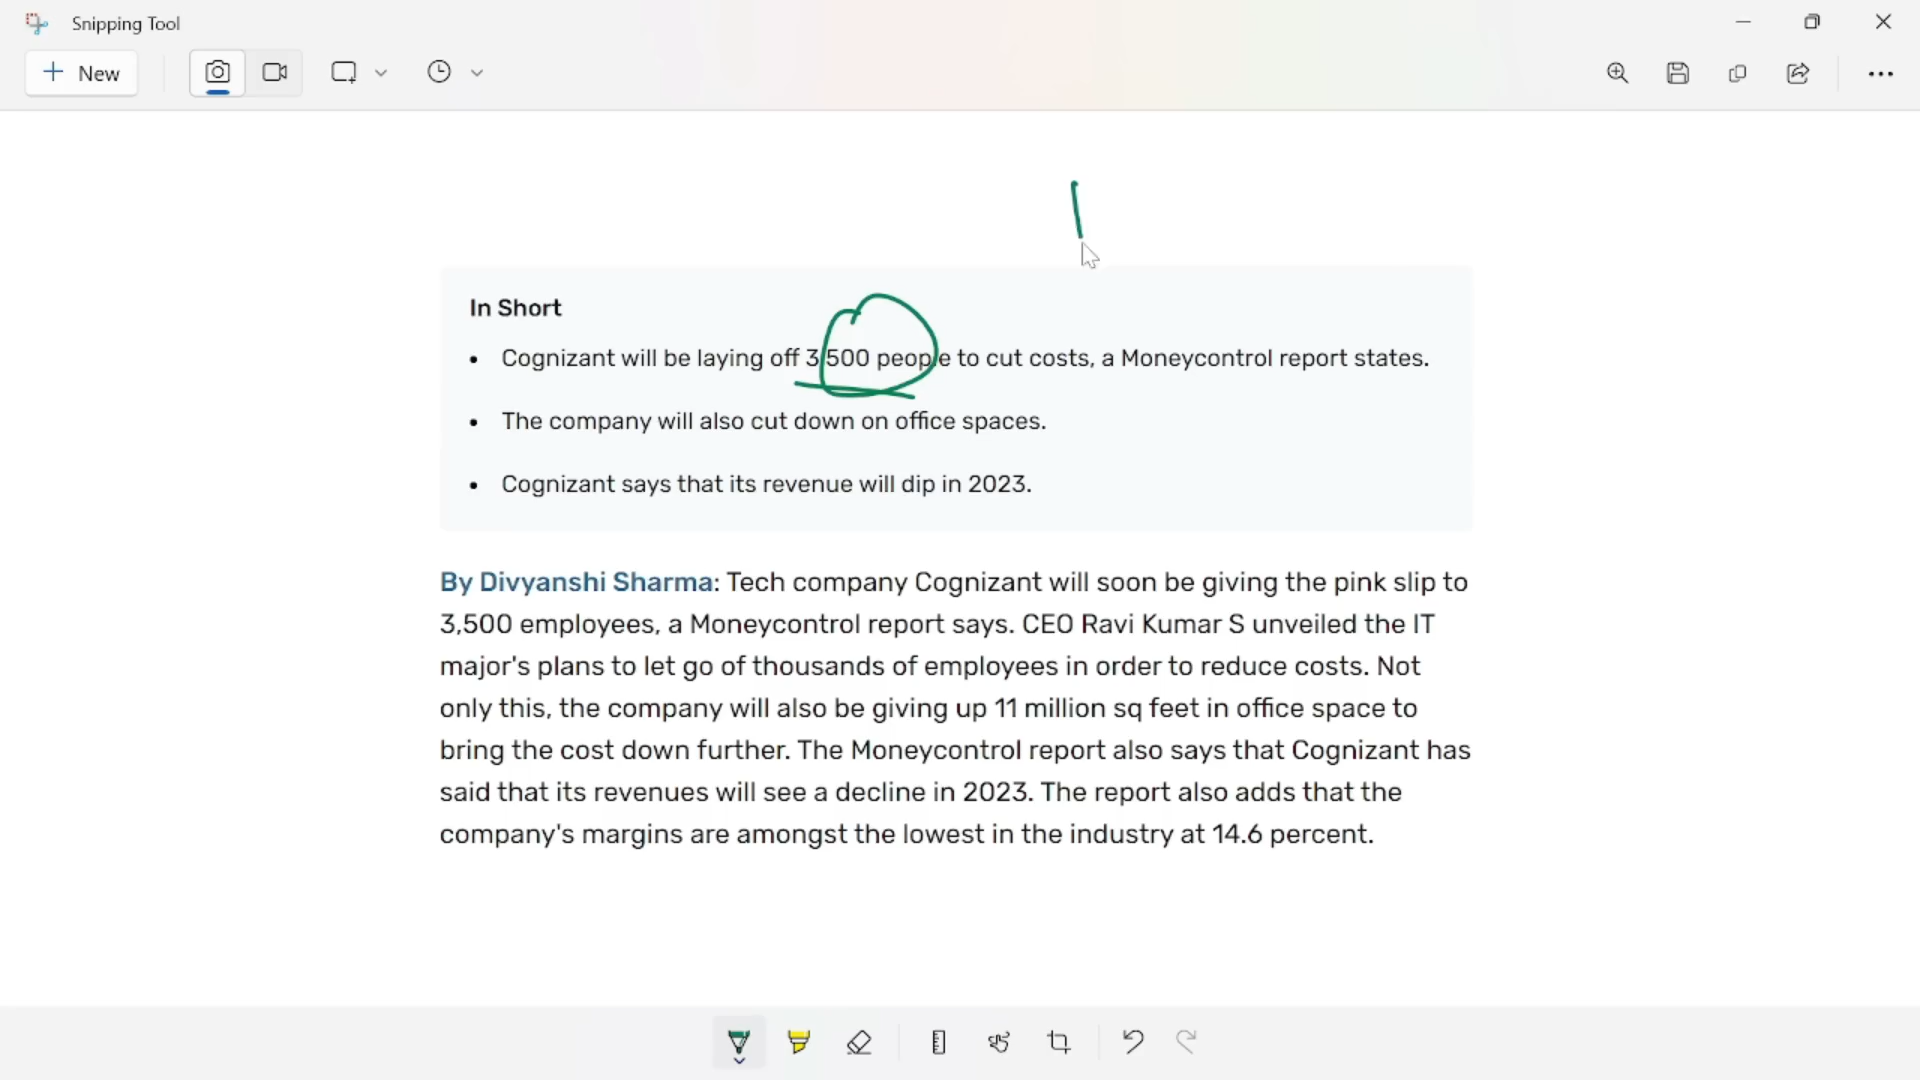 Snipping Tool
New
In Short
• Cognizant will be laying off 3,500 people to cut costs, a Moneycontrol report states.
• The company will also cut down on office spaces.
• Cognizant says that its revenue will dip in 2023.
By Divyanshi Sharma: Tech company Cognizant will soon be giving the pink slip to
3,500 employees, a Moneycontrol report says. CEO Ravi Kumar S unveiled the IT
major's plans to let go of thousands of employees in order to reduce costs. Not
only this, the company will also be giving up 11 million sq feet in office space to
bring the cost down further. The Moneycontrol report also says that Cognizant has
said that its revenues will see a decline in 2023. The report also adds that the
company's margins are amongst the lowest in the industry at 14.6 percent.